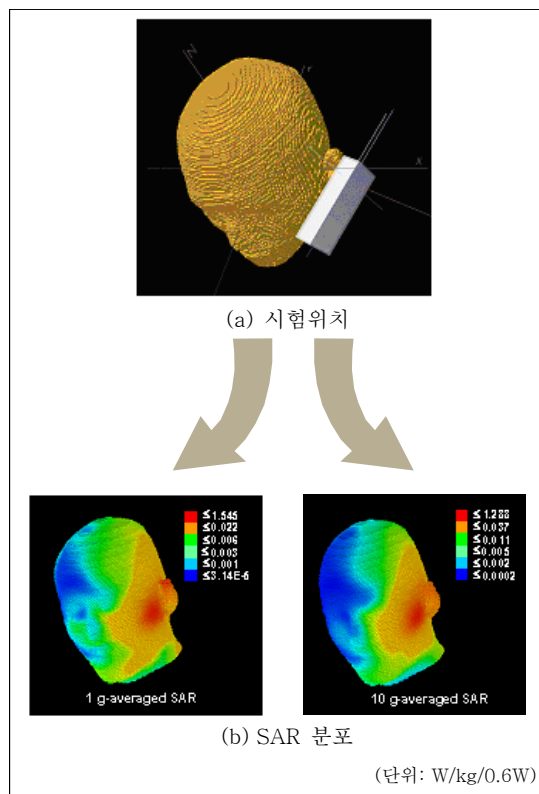 Z
Y
X
(a) 시험위치
≤1.545
≤0.022
≤0.006
≤0.003
≤0.001
≤3.14E-5
1 g-averaged SAR
≤1.288
≤0.037
≤0.011
≤0.005
≤0.002
≤0.0002
10 g-averaged SAR
(b) SAR 분포
(단위: W/kg/0.6W)